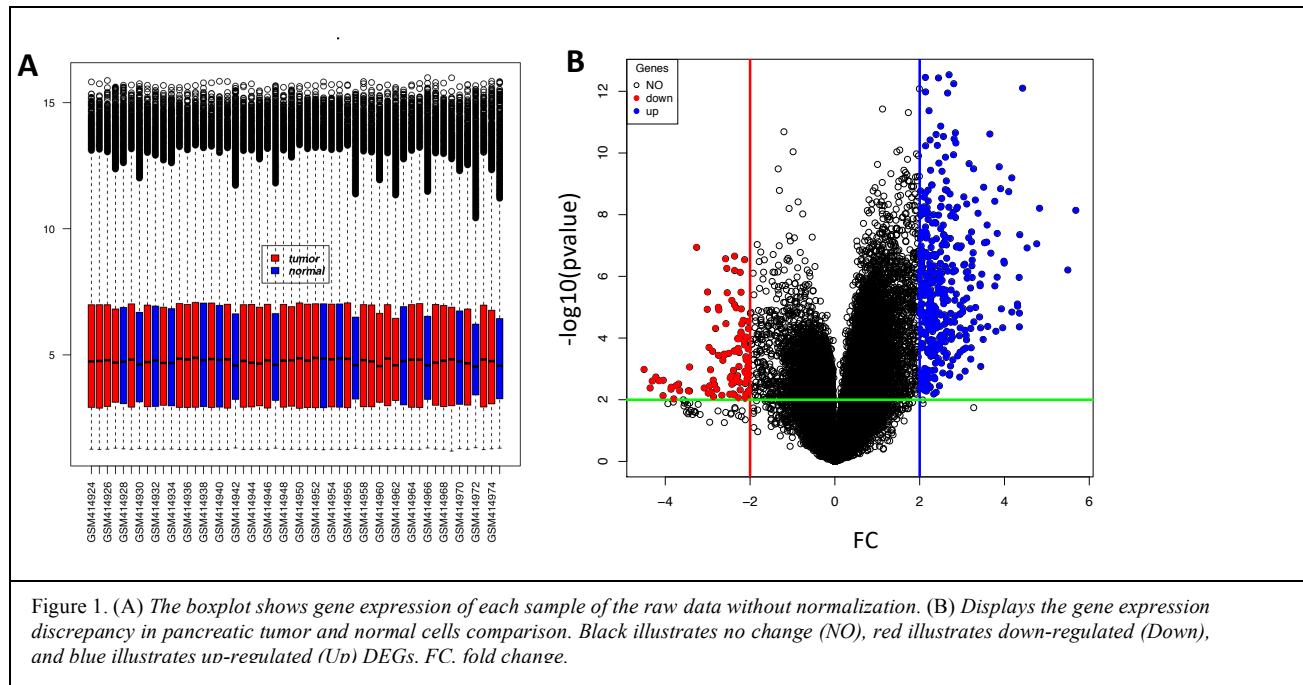 A
15
10
5
tumor
normal
GSM414924
GSM414926
GSM414928
GSM414930
GSM414932
GSM414934
GSM414936
GSM414938
GSM414940
GSM414942
GSM414944
GSM414946
GSM414948
GSM414950
GSM414952
GSM414954
GSM414956
GSM414958
GSM414960
GSM414962
GSM414966
GSM414968
GSM414970
GSM414972
GSM414974
B
Genes
NO
down
up
-log10(pvalue)
12
10
8
6
4
2
0
−4
−2
0
2
4
6
FC
Figure 1. (A) The boxplot shows gene expression of each sample of the raw data without normalization. (B) Displays the gene expression
discrepancy in pancreatic tumor and normal cells comparison. Black illustrates no change (NO), red illustrates down-regulated (Down),
and blue illustrates up-regulated (Up) DEGs. FC, fold change.